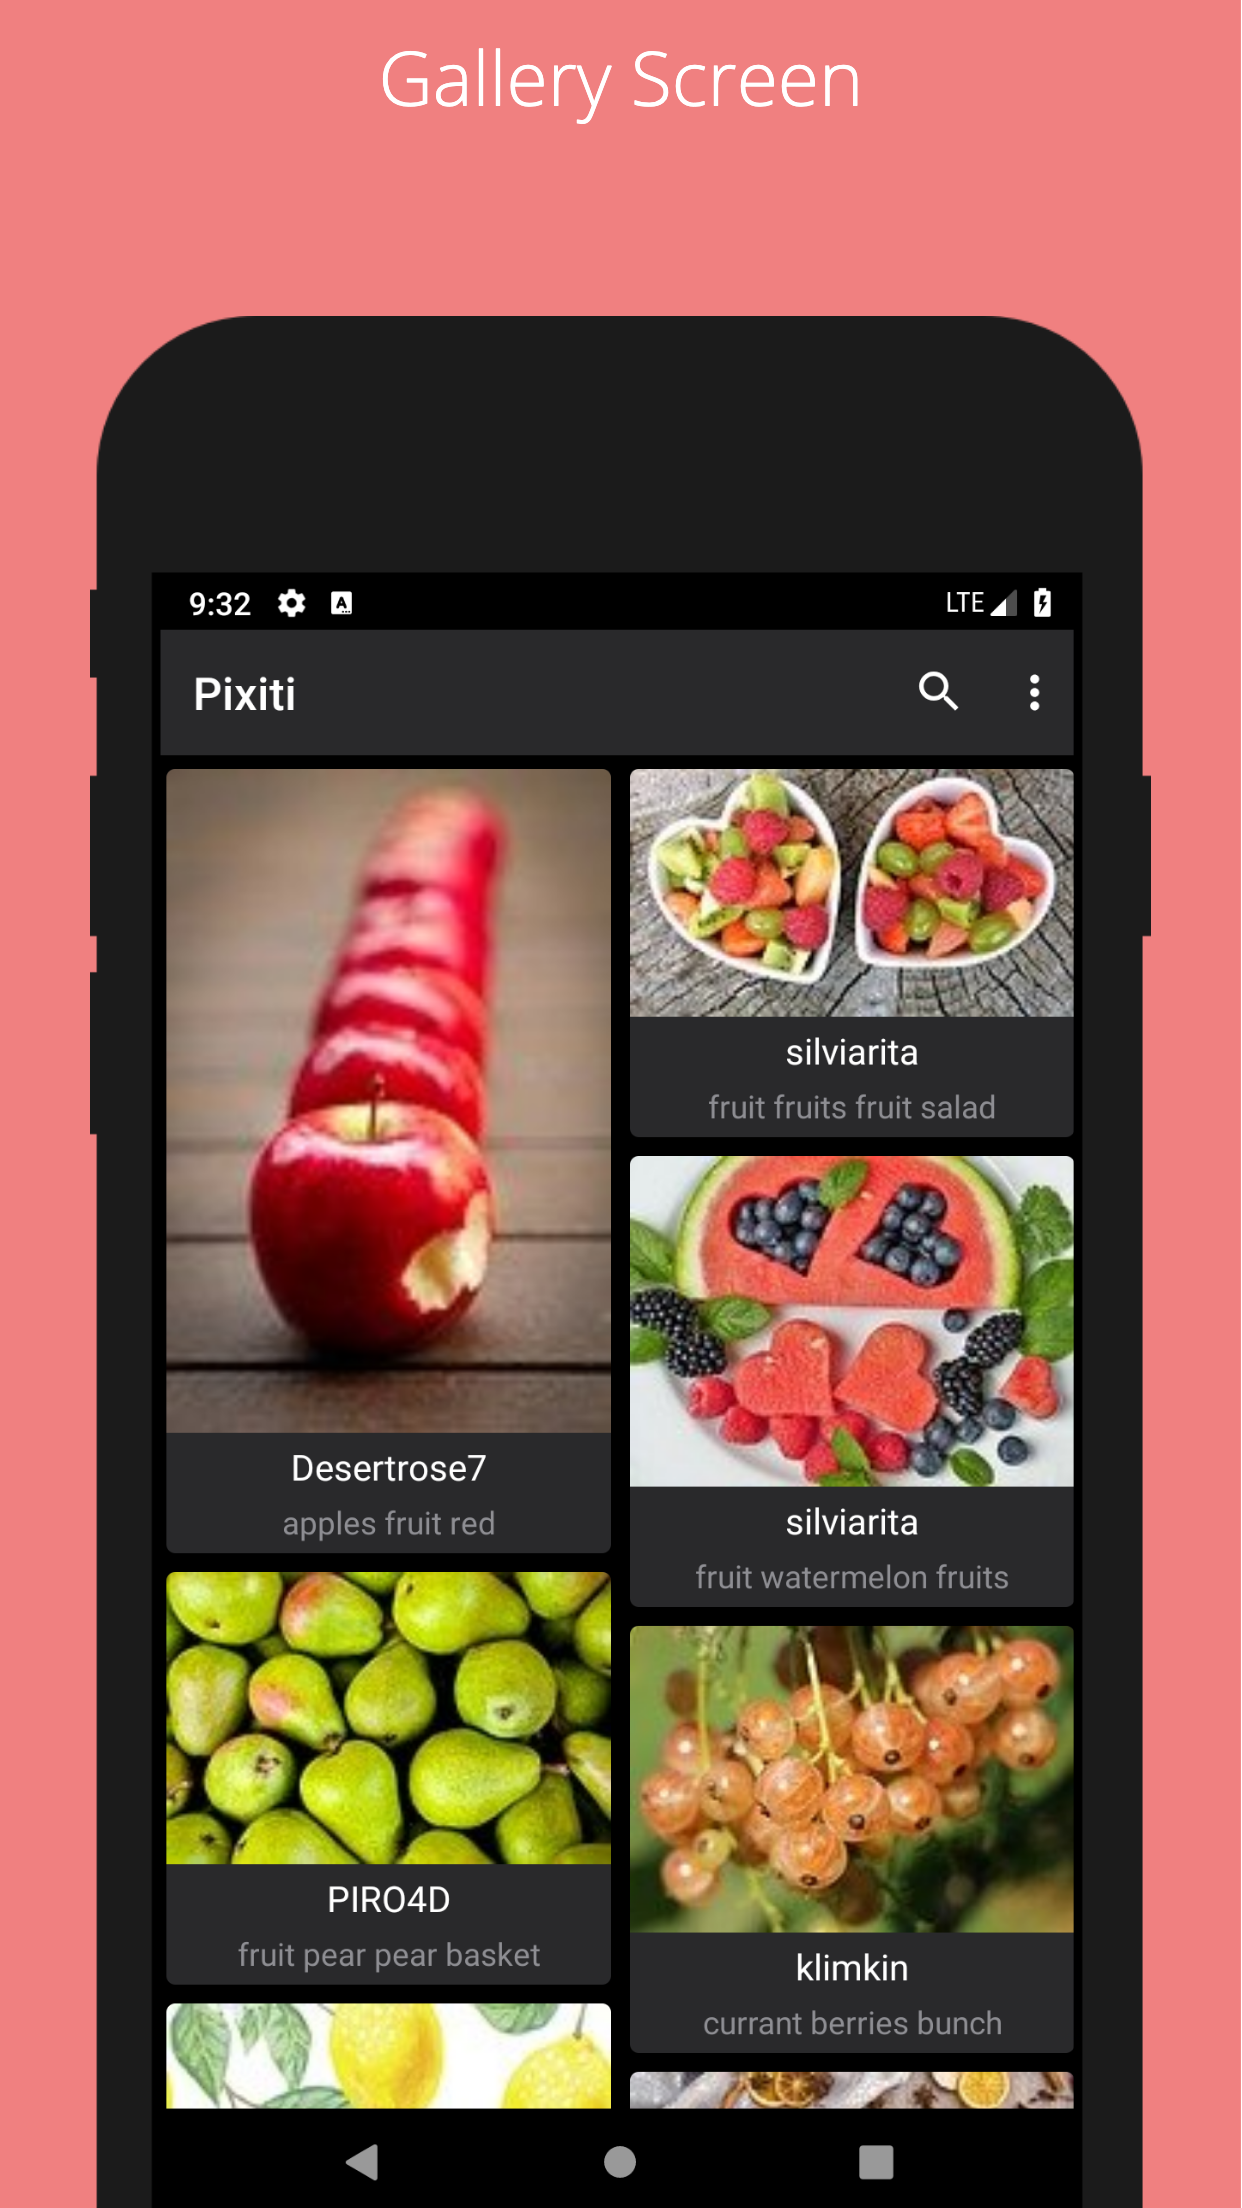 Gallery Screen
9:32
LTE
Pixiti
Desertrose7
apples fruit red
silviarita
fruit fruits fruit salad
silviarita
fruit watermelon fruits
PIRO4D
fruit pear pear basket
klimkin
currant berries bunch